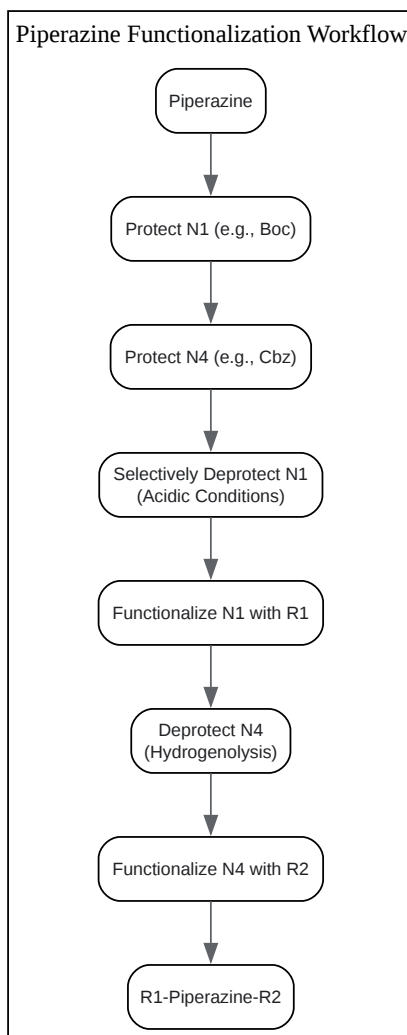 Piperazine Functionalization Workflow
Piperazine
Protect N1 (e.g., Boc)
Protect N4 (e.g., Cbz)
Selectively Deprotect N1
(Acidic Conditions)
Functionalize N1 with R1
Deprotect N4
(Hydrogenolysis)
Functionalize N4 with R2
R1-Piperazine-R2